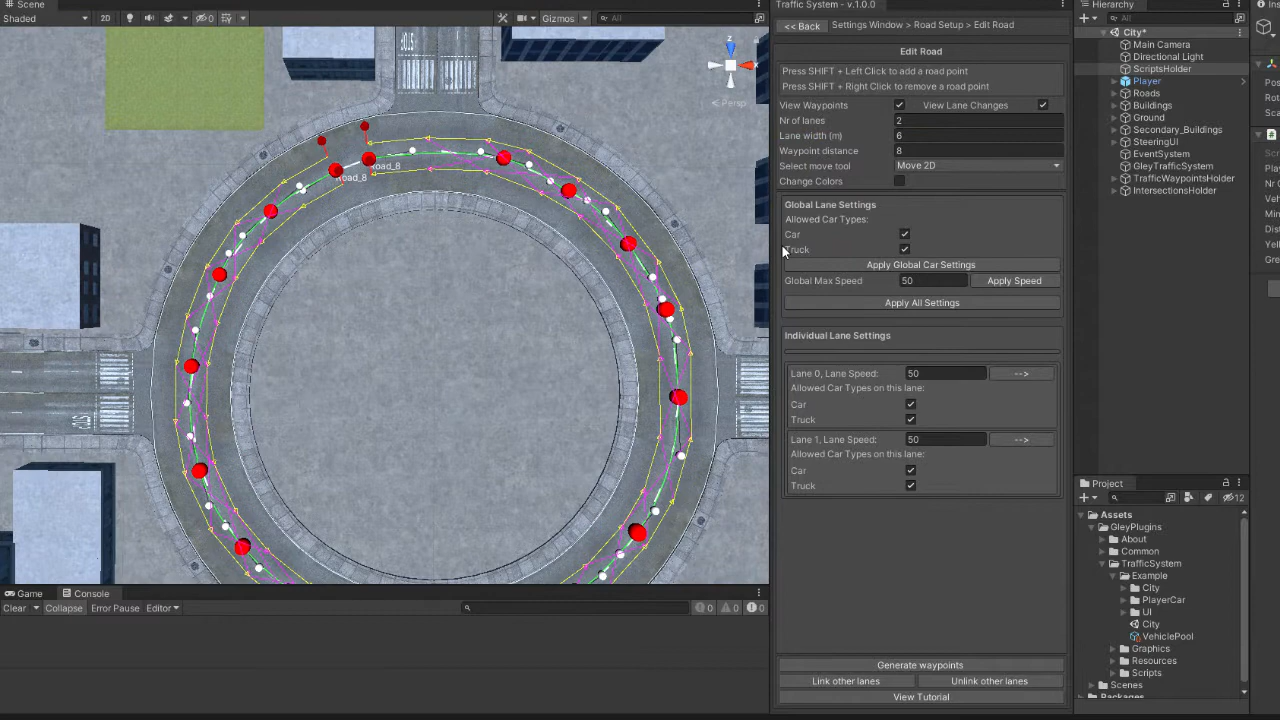 Scene
Shaded
2D
0
Gizmos
All
z
x
< Persp
Road_8
Road_8
Game
Console
Clear
Collapse
Error Pause
Editor
0
0
0
Traffic System - v.1.0.0
<< Back
Settings Window > Road Setup > Edit Road
Edit Road
Press SHIFT + Left Click to add a road point
Press SHIFT + Right Click to remove a road point
View Waypoints
View Lane Changes
Nr of lanes
2
Lane width (m)
6
Waypoint distance
8
Select move tool
Move 2D
Change Colors
Global Lane Settings
Allowed Car Types:
Car
Truck
Apply Global Car Settings
Global Max Speed
50
Apply Speed
Apply All Settings
Individual Lane Settings
Lane 0, Lane Speed:
50
-->
Allowed Car Types on this lane:
Car
Truck
Lane 1, Lane Speed:
50
-->
Allowed Car Types on this lane:
Car
Truck
Generate waypoints
Link other lanes
Unlink other lanes
View Tutorial
Hierarchy
All
City*
Main Camera
Directional Light
ScriptsHolder
Player
Roads
Buildings
Ground
Secondary_Buildings
SteeringUI
EventSystem
GleyTrafficSystem
TrafficWaypointsHolder
IntersectionsHolder
Project
12
Assets
GleyPlugins
About
Common
TrafficSystem
Example
City
PlayerCar
UI
City
VehiclePool
Graphics
Resources
Scripts
Scenes
Packages